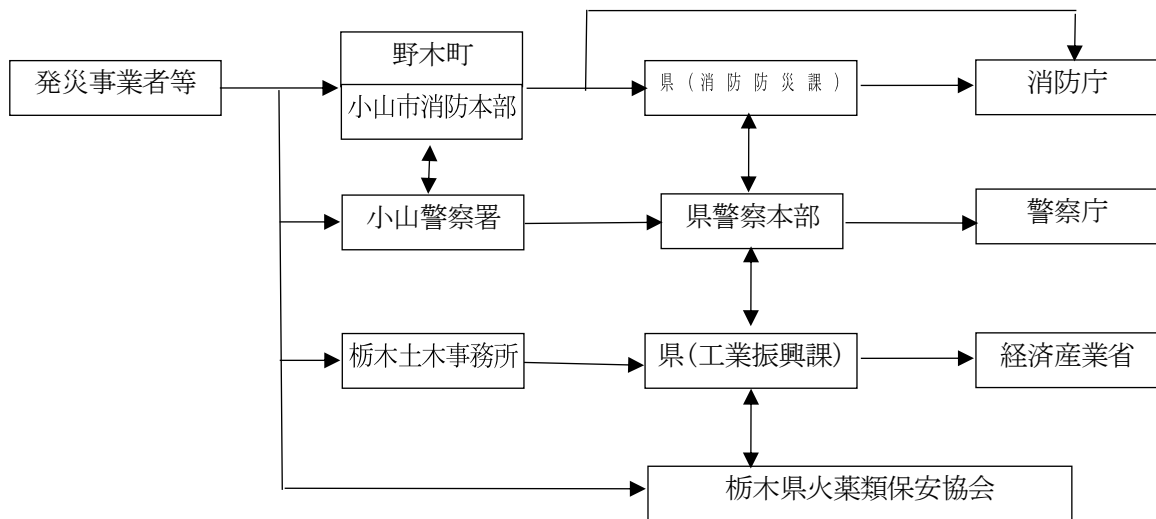 発災事業者等
野木町
小山市消防本部
県（消防防災課）
消防庁
小山警察署
県警察本部
警察庁
栃木土木事務所
県（工業振興課）
経済産業省
栃木県火薬類保安協会